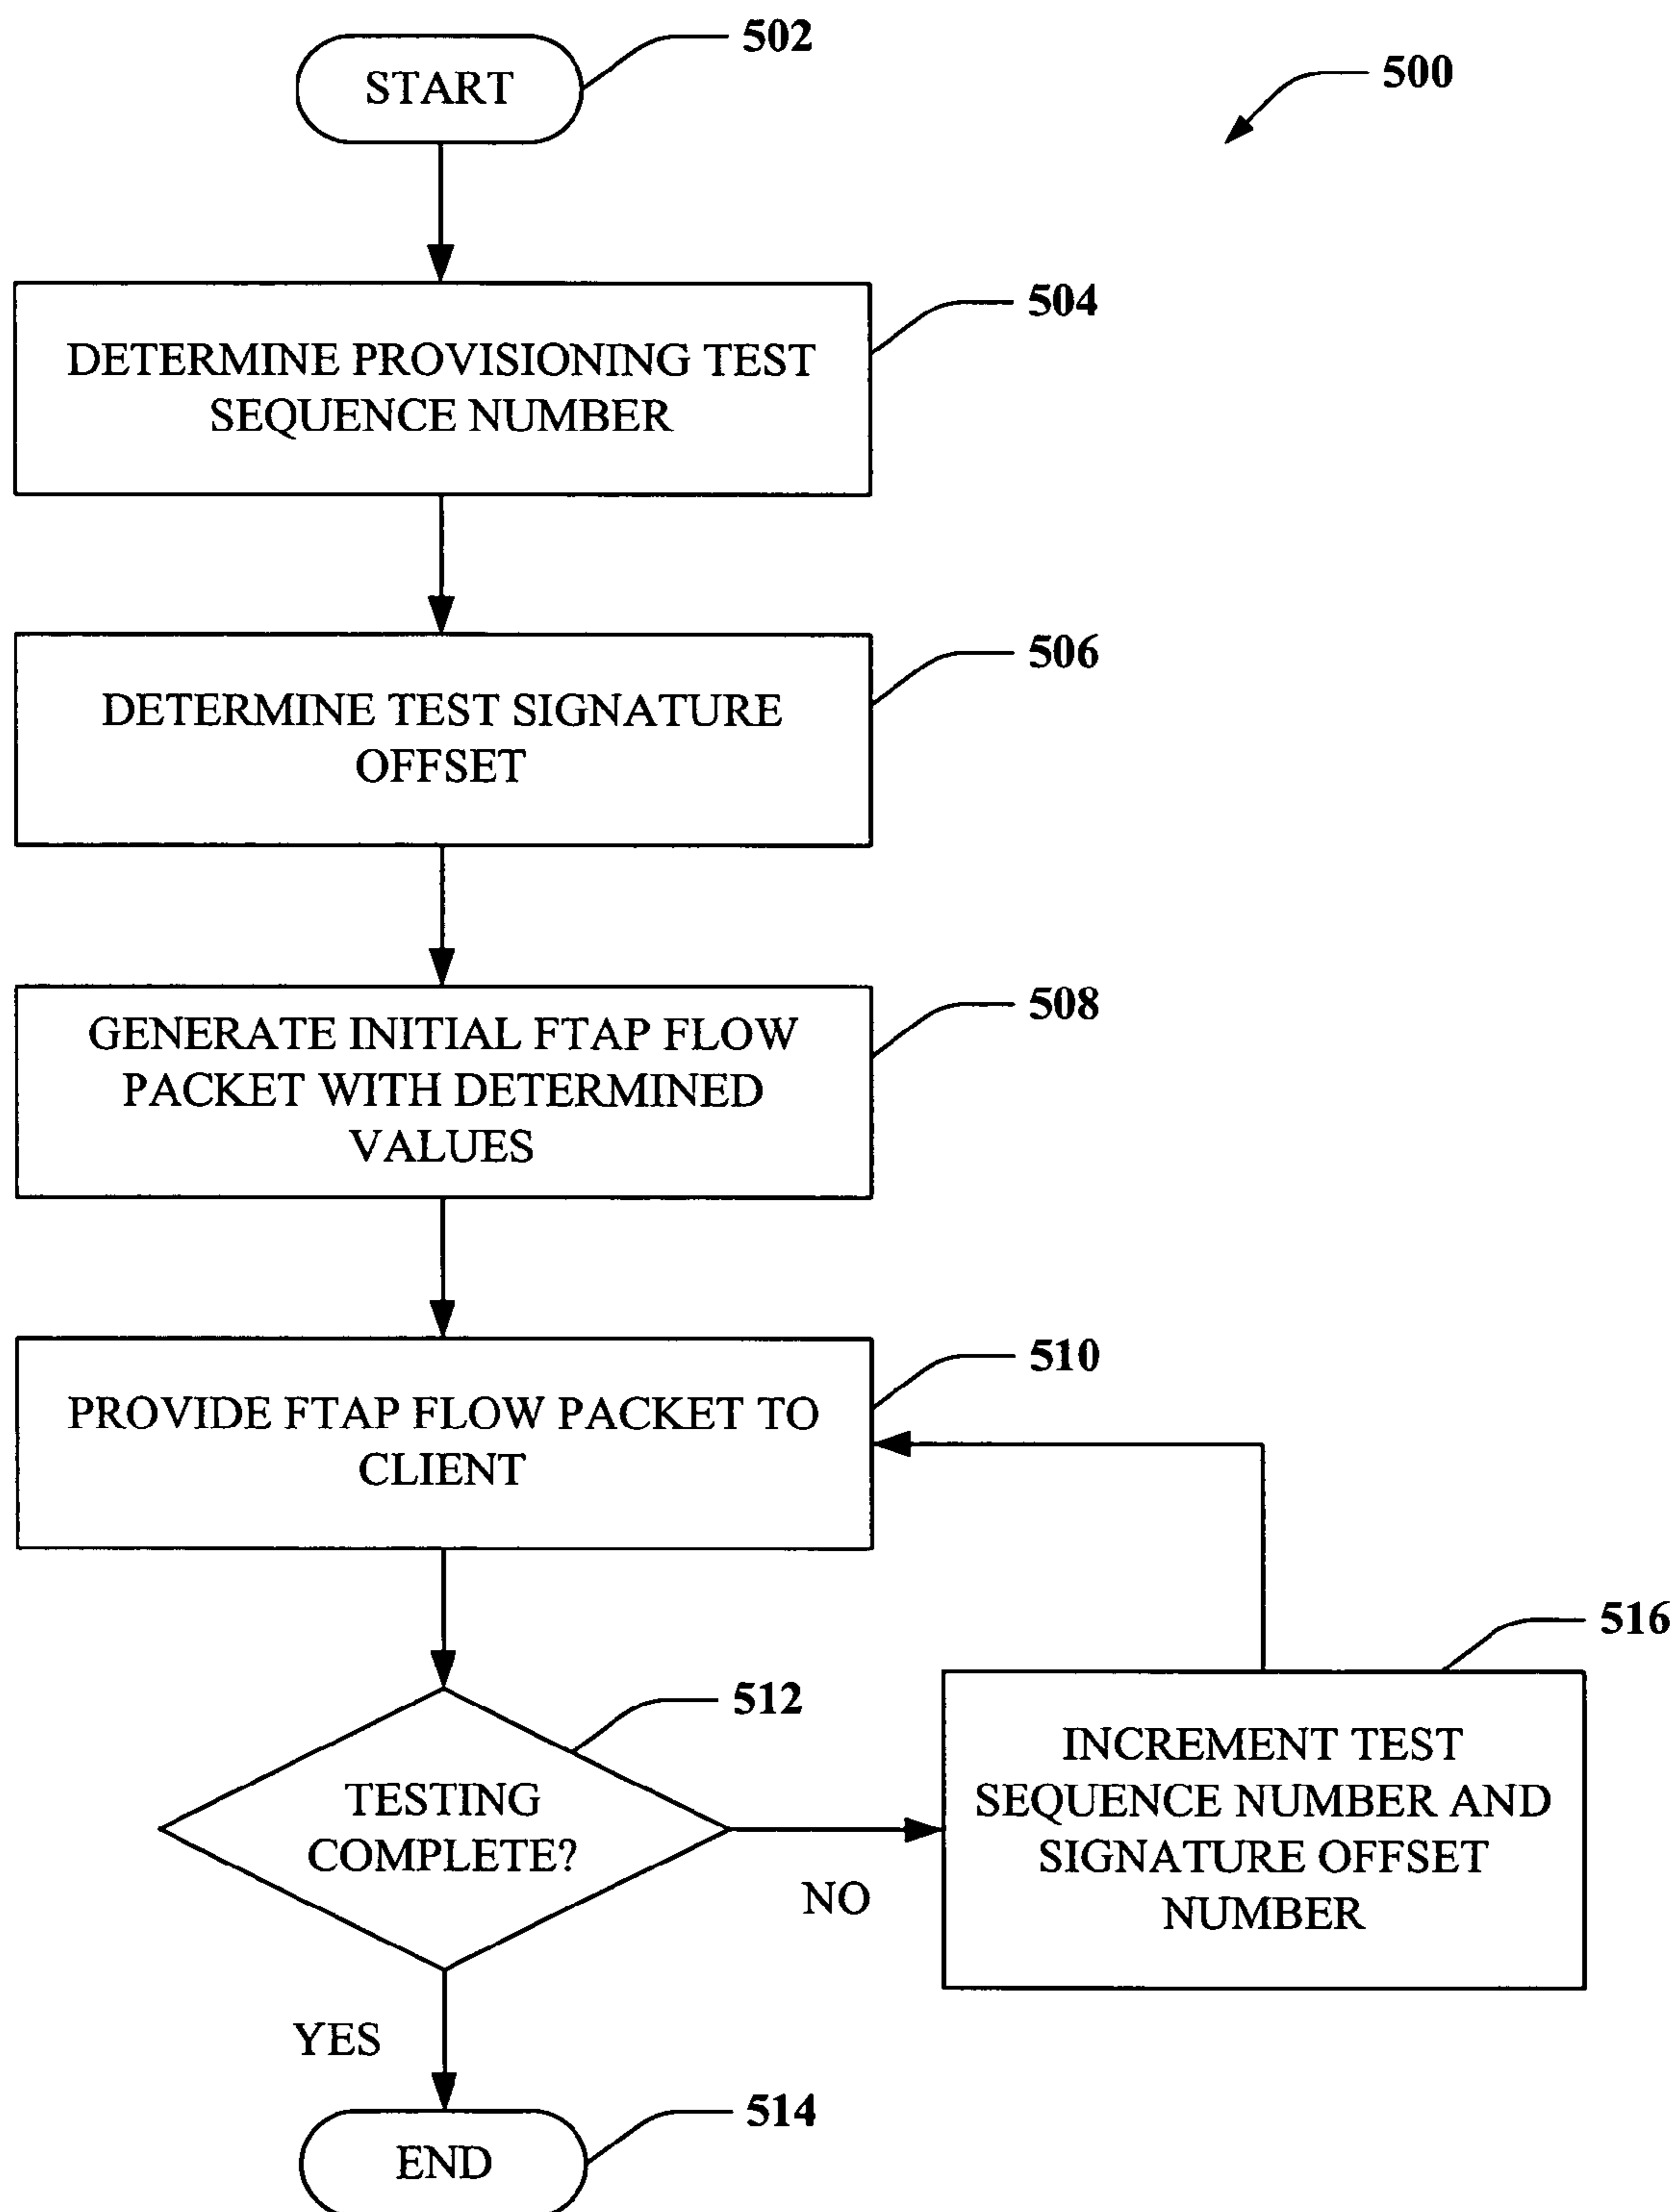 502
START
500
504
DETERMINE PROVISIONING TEST
SEQUENCE NUMBER
506
DETERMINE TEST SIGNATURE
OFFSET
508
GENERATE INITIAL FTAP FLOW
PACKET WITH DETERMINED
VALUES
510
PROVIDE FTAP FLOW PACKET TO
CLIENT
512
TESTING
COMPLETE?
NO
516
INCREMENT TEST
SEQUENCE NUMBER AND
SIGNATURE OFFSET
NUMBER
YES
514
END